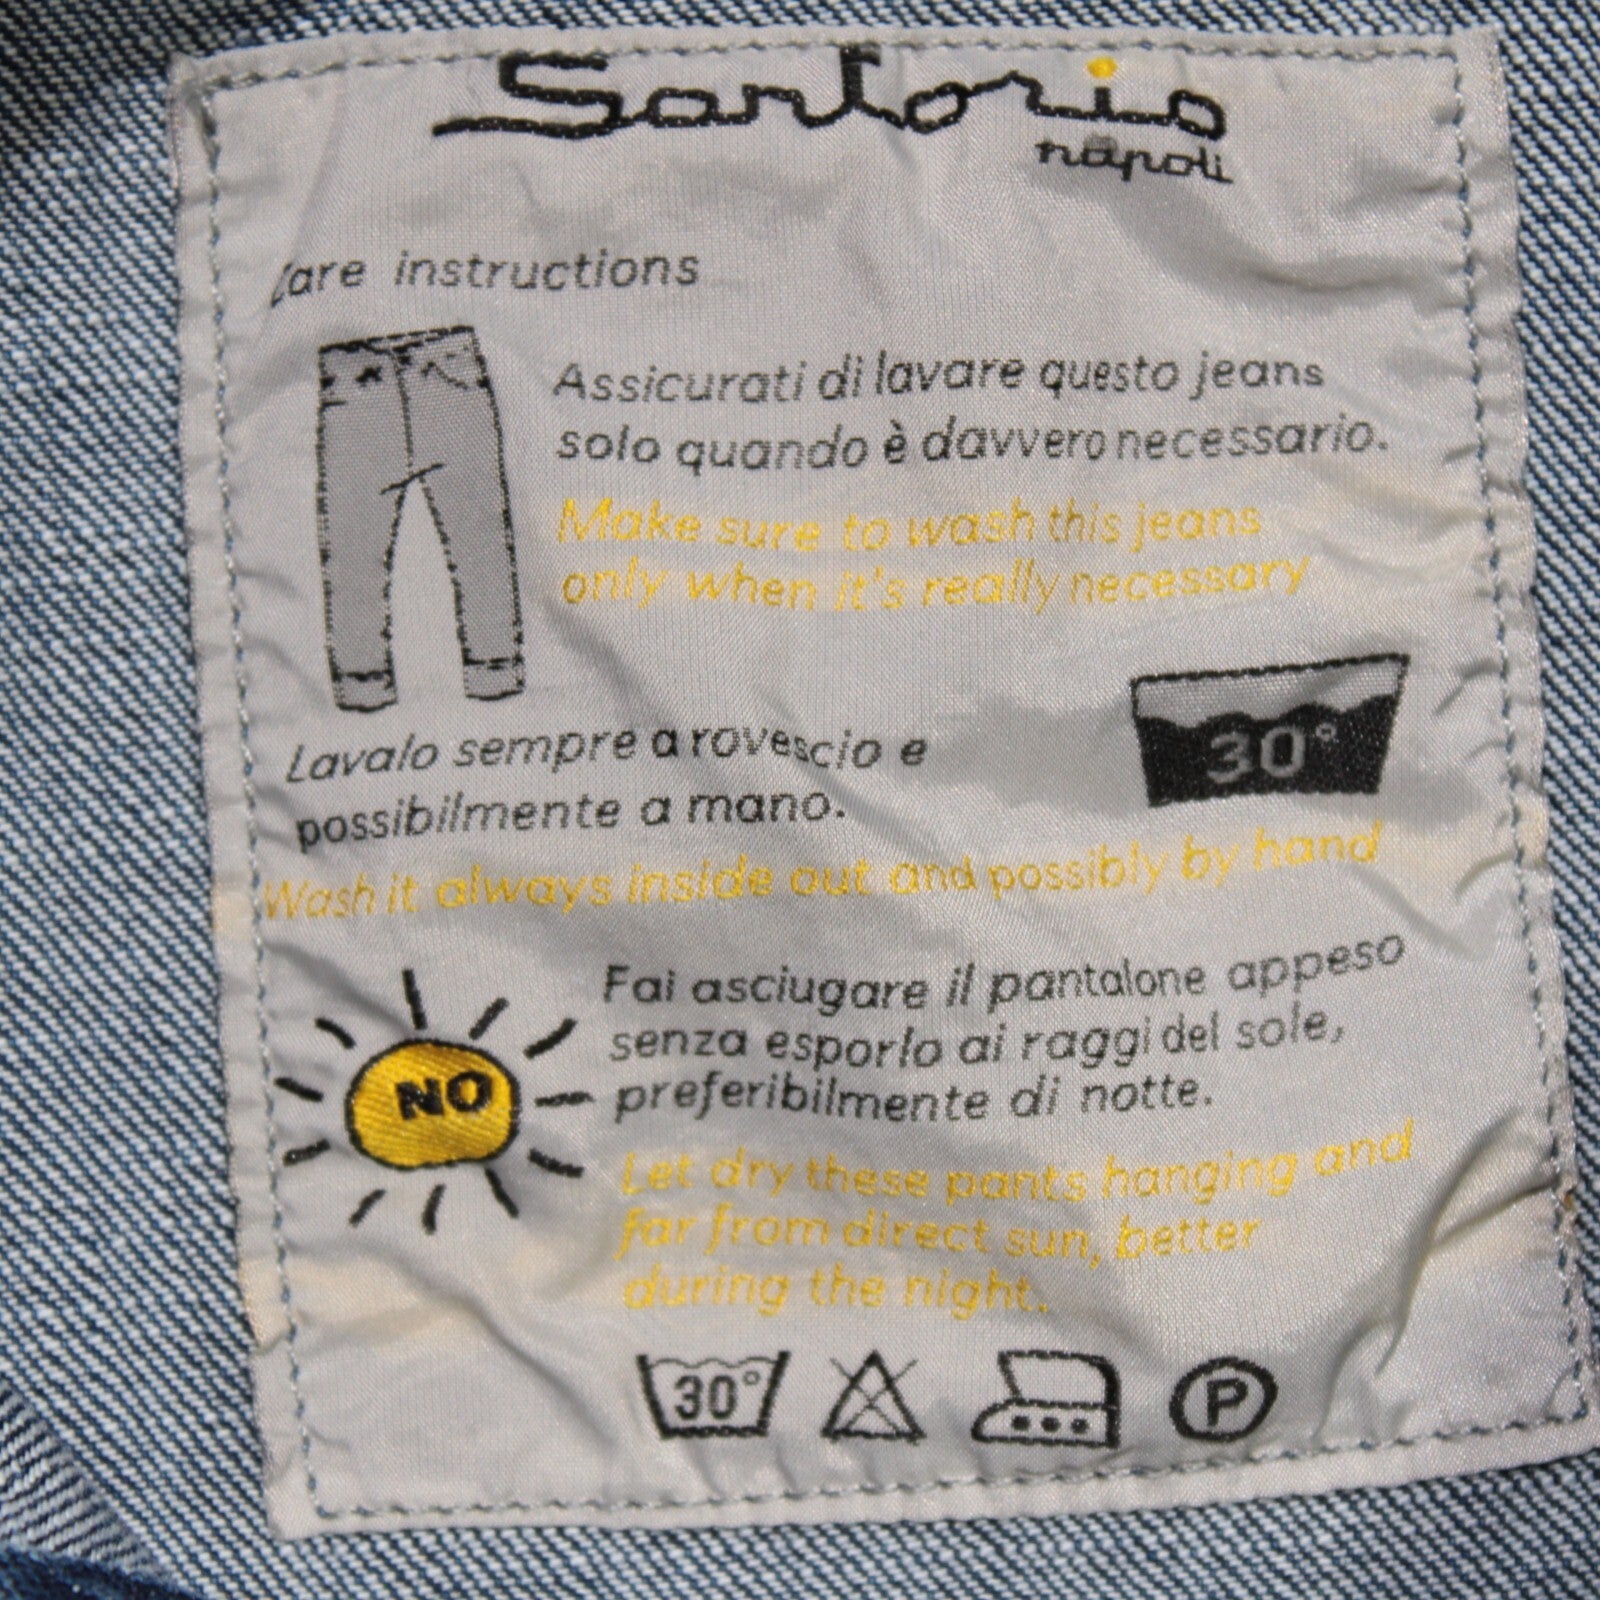 Sartorio
napoli
Care instructions
Assicurati di lavare questo jeans
solo quando è davvero necessario.
Make sure to wash this jeans
only when it's really necessary
30°
Lavalo sempre a rovescio e
possibilmente a mano.
Wash it always inside out and possibly by hand
Fai asciugare il pantalone appeso
senza esporlo ai raggi del sole,
preferibilmente di notte.
NO
Let dry these pants hanging and
far from direct sun, better
during the night.
30°
P